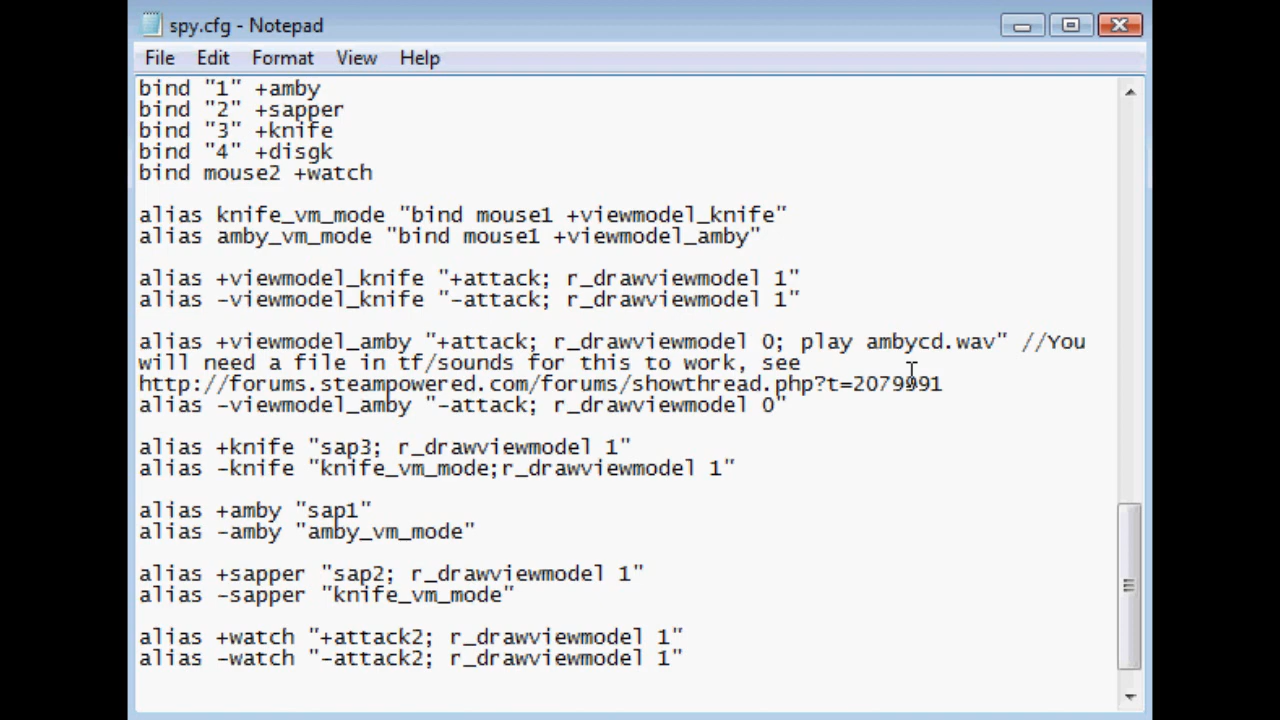 spy.cfg - Notepad
File Edit Format View Help
bind "1" +amby
bind "2" +sapper
bind "3" +knife
bind "4" +disgk
bind mouse2 +watch
alias knife_vm_mode "bind mouse1 +viewmodel_knife"
alias amby_vm_mode "bind mouse1 +viewmodel_amby"
alias +viewmodel_knife "+attack; r_drawviewmodel 1"
alias -viewmodel_knife "-attack; r_drawviewmodel 1"
alias +viewmodel_amby "+attack; r_drawviewmodel 0; play ambycd.wav" //You
will need a file in tf/sounds for this to work, see
http://forums.steampowered.com/forums/showthread.php?t=2079991
alias -viewmodel_amby "-attack; r_drawviewmodel 0"
alias +knife "sap3; r_drawviewmodel 1"
alias -knife "knife_vm_mode;r_drawviewmodel 1"
alias +amby "sap1"
alias -amby "amby_vm_mode"
alias +sapper "sap2; r_drawviewmodel 1"
alias -sapper "knife_vm_mode"
alias +watch "+attack2; r_drawviewmodel 1"
alias -watch "-attack2; r_drawviewmodel 1"